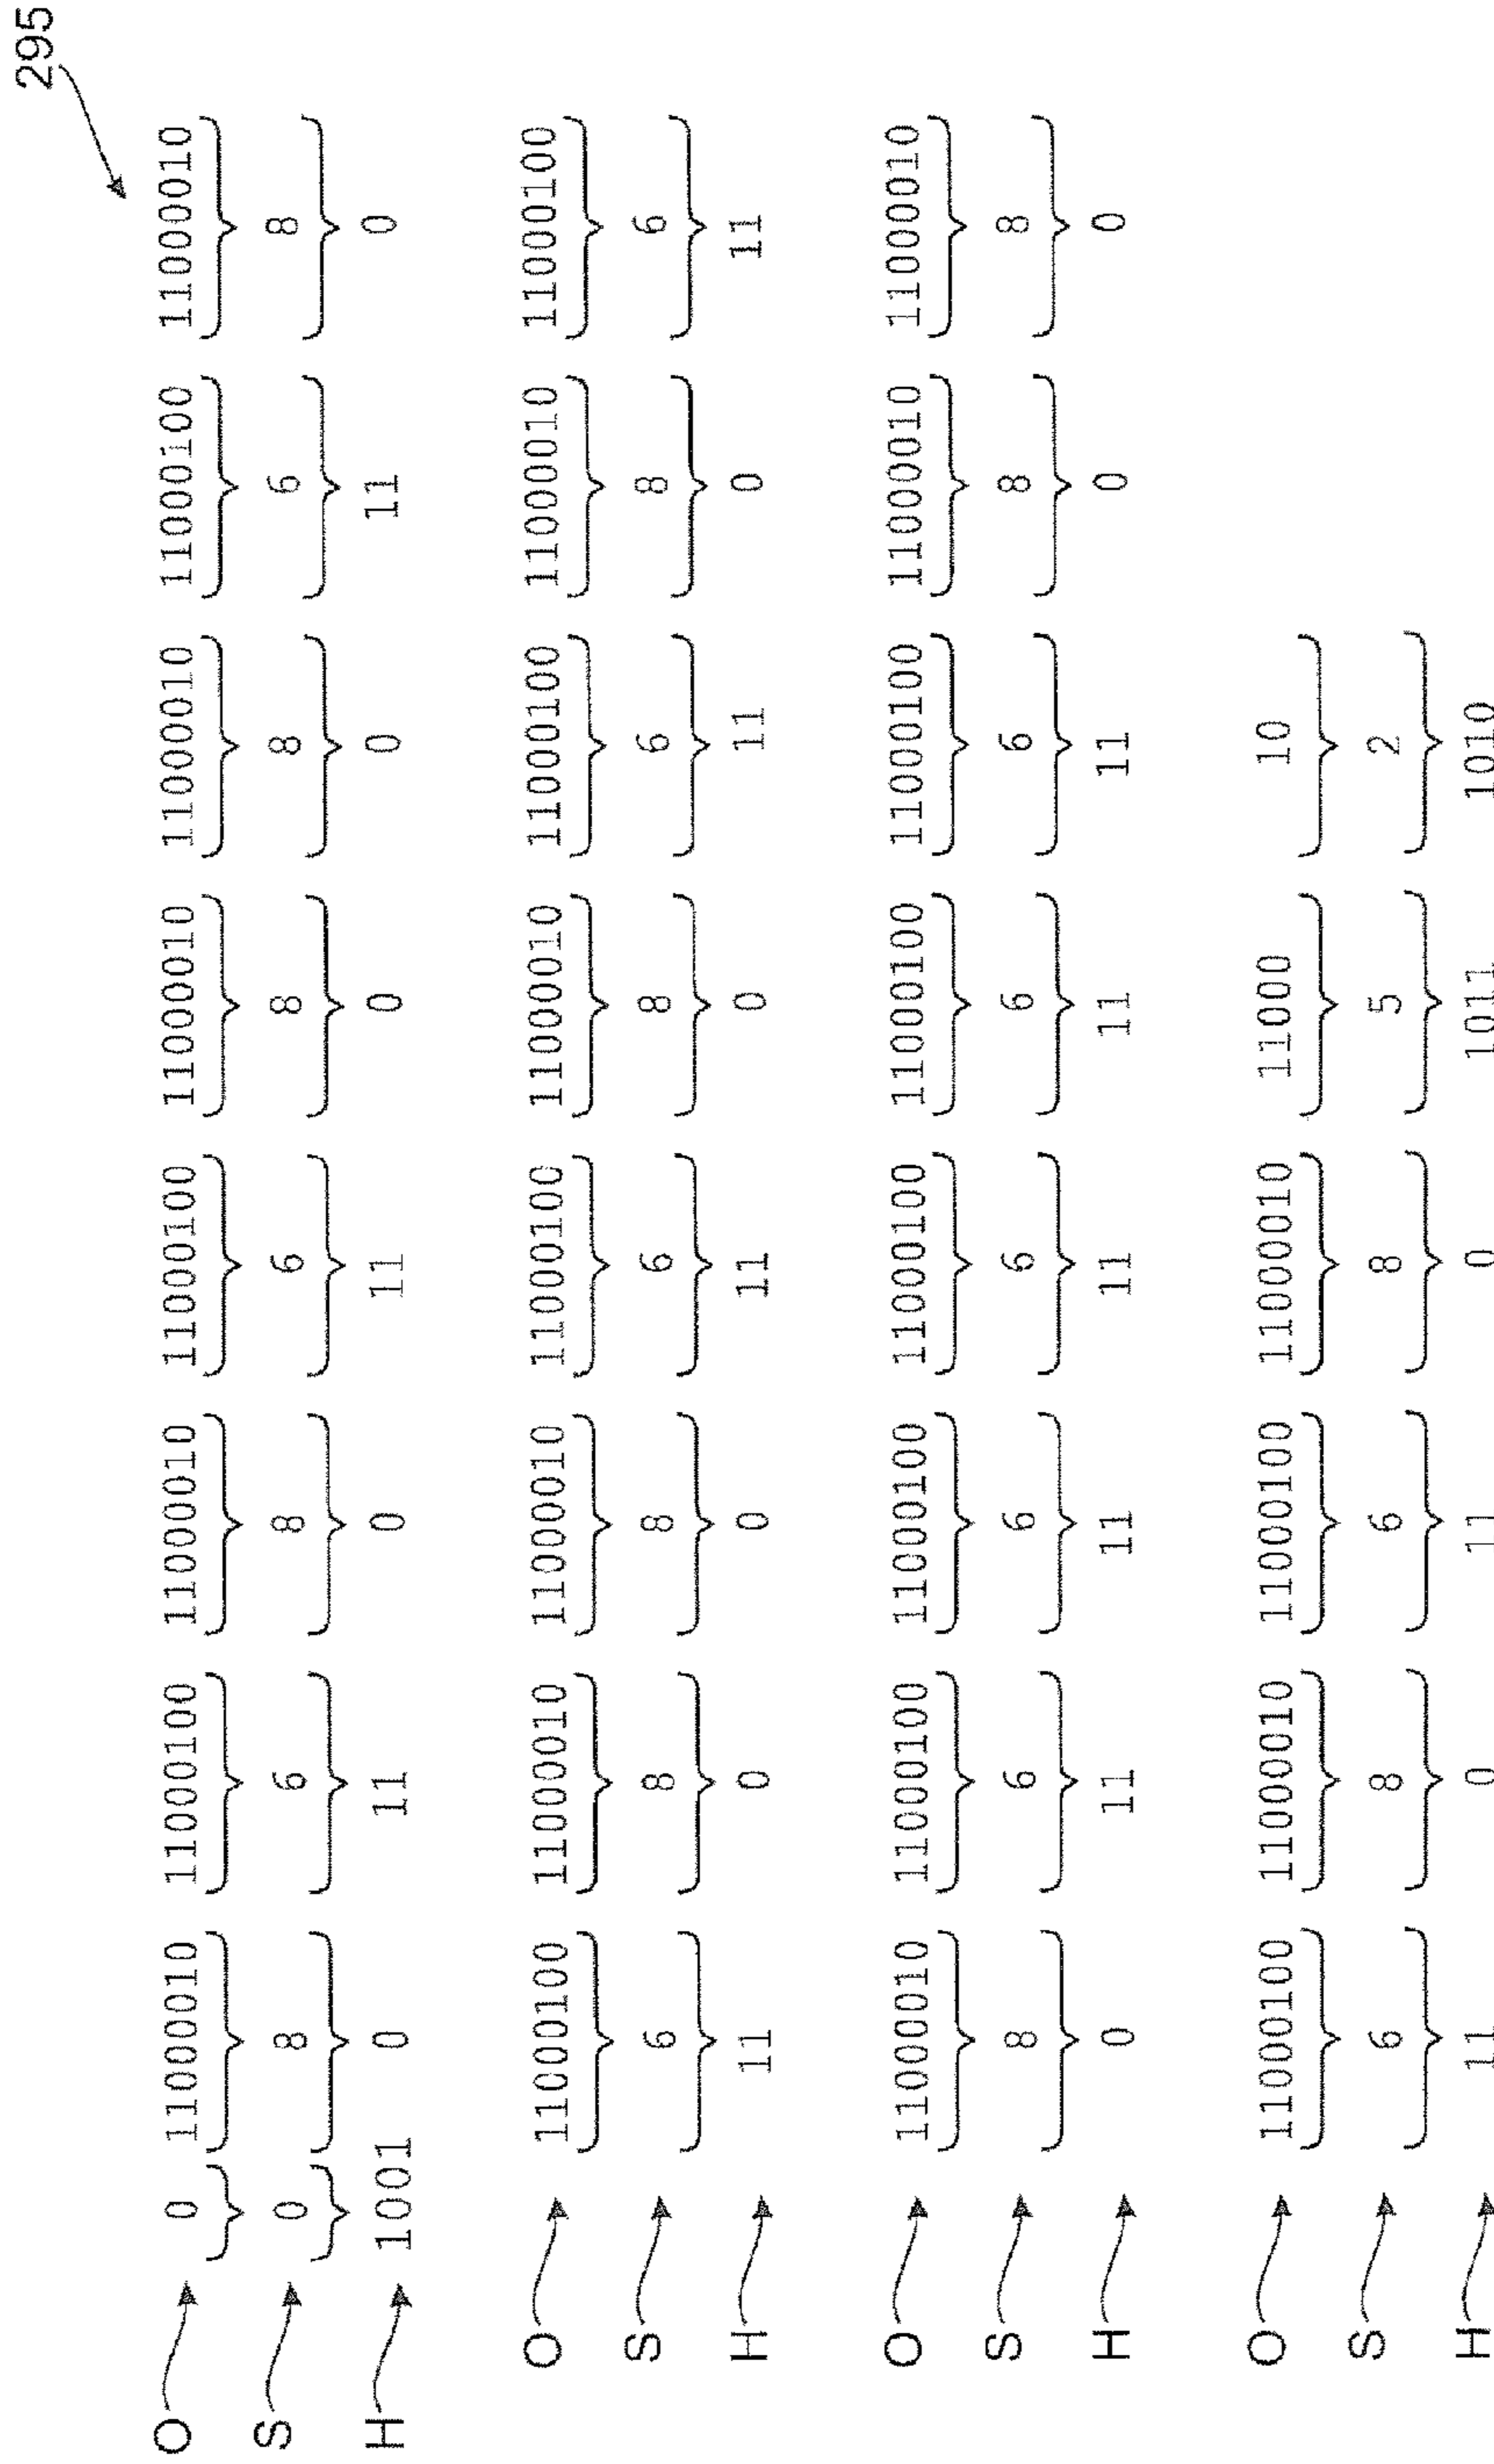 295
O 0 11000010 11000100 11000010 11000100 11000010 11000010 11000100 11000010
S 0 8 6 8 6 8 8 6 8
H 1001 0 11 0 11 0 0 11 0
O 11000100 11000010 11000010 11000100 11000010 11000100 11000010 11000100
S 6 8 8 6 8 6 8 6
H 11 0 0 11 0 11 0 11
O 11000010 11000100 11000100 11000100 11000100 11000100 11000010 11000010
S 8 6 6 6 6 6 8 8
H 0 11 11 11 11 11 0 0
O 11000100 11000010 11000100 11000010 11000 10
S 6 8 6 8 5 2
H 11 0 11 0 1011 1010